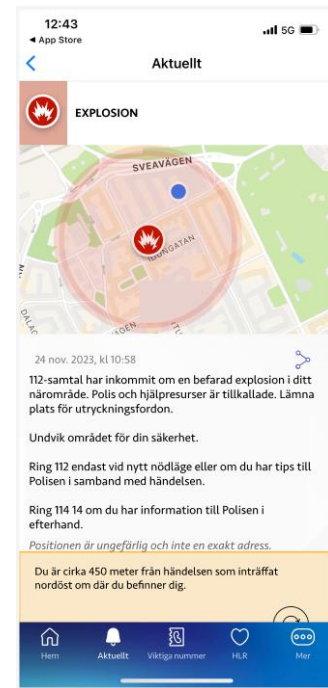 12:43
5G
App Store
Aktuellt
EXPLOSION
SVEAVÄGEN
24 nov. 2023, kl 10:58
112-samtal har inkommit om en befarad explosion i ditt
närområde. Polis och hjälpresurser är tillkallade. Lämna
plats för utryckningsfordon.
Undvik området för din säkerhet.
Ring 112 endast vid nytt nödläge eller om du har tips till
Polisen i samband med händelsen.
Ring 114 14 om du har information till Polisen i
efterhand.
Positionen är ungefärlig och inte en exakt adress.
Du är cirka 450 meter från händelsen som inträffat
nordöst om där du befinner dig.
Hem
Aktuellt
Viktiga nummer
HLR
Mer